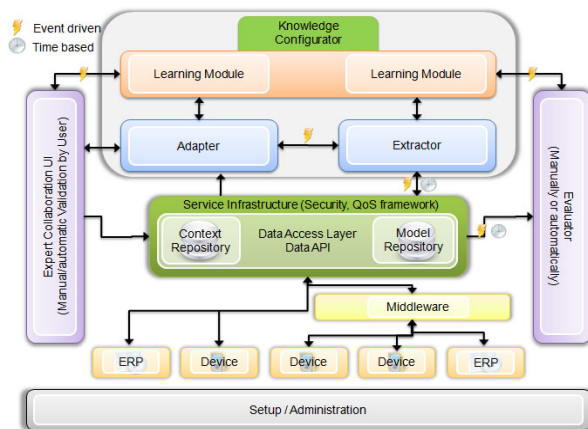 Event driven
Time based
Knowledge
Configurator
Learning Module
Learning Module
Adapter
Extractor
Expert Collaboration UI
(Manual/automatic Validation by User)
Evaluator
(Manually or automatically)
Service Infrastructure (Security, QoS framework)
Context
Repository
Data Access Layer
Data API
Model
Repository
Middleware
ERP
Device
Device
Device
ERP
Setup / Administration